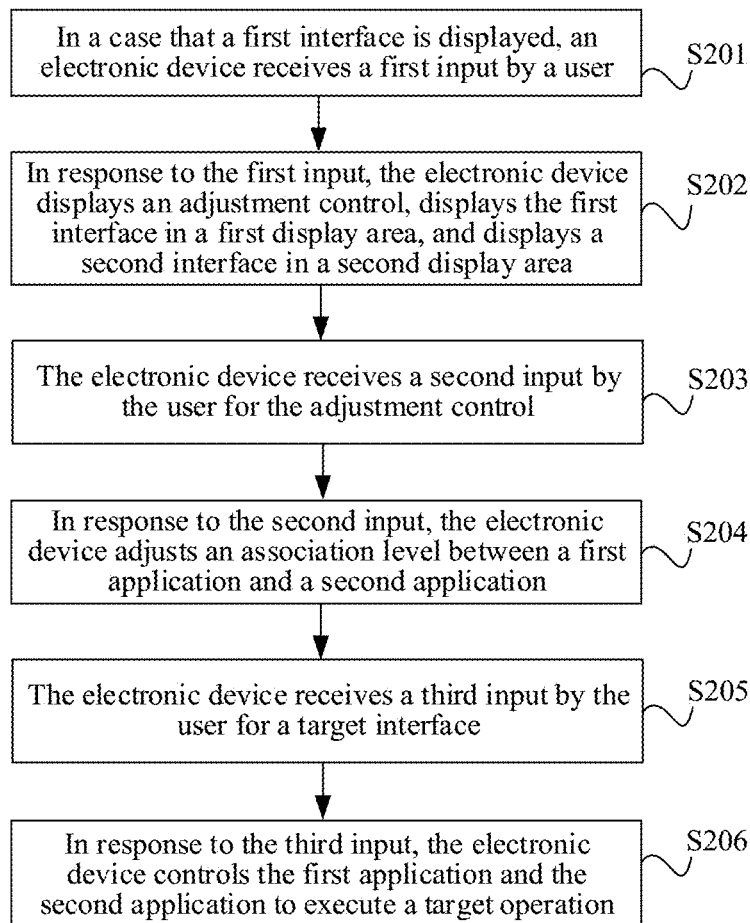 In a case that a first interface is displayed, an
electronic device receives a first input by a user
S201
In response to the first input, the electronic device
displays an adjustment control, displays the first
interface in a first display area, and displays a
second interface in a second display area
S202
The electronic device receives a second input by
the user for the adjustment control
S203
In response to the second input, the electronic
device adjusts an association level between a first
application and a second application
S204
The electronic device receives a third input by the
user for a target interface
S205
In response to the third input, the electronic
device controls the first application and the
second application to execute a target operation
S206